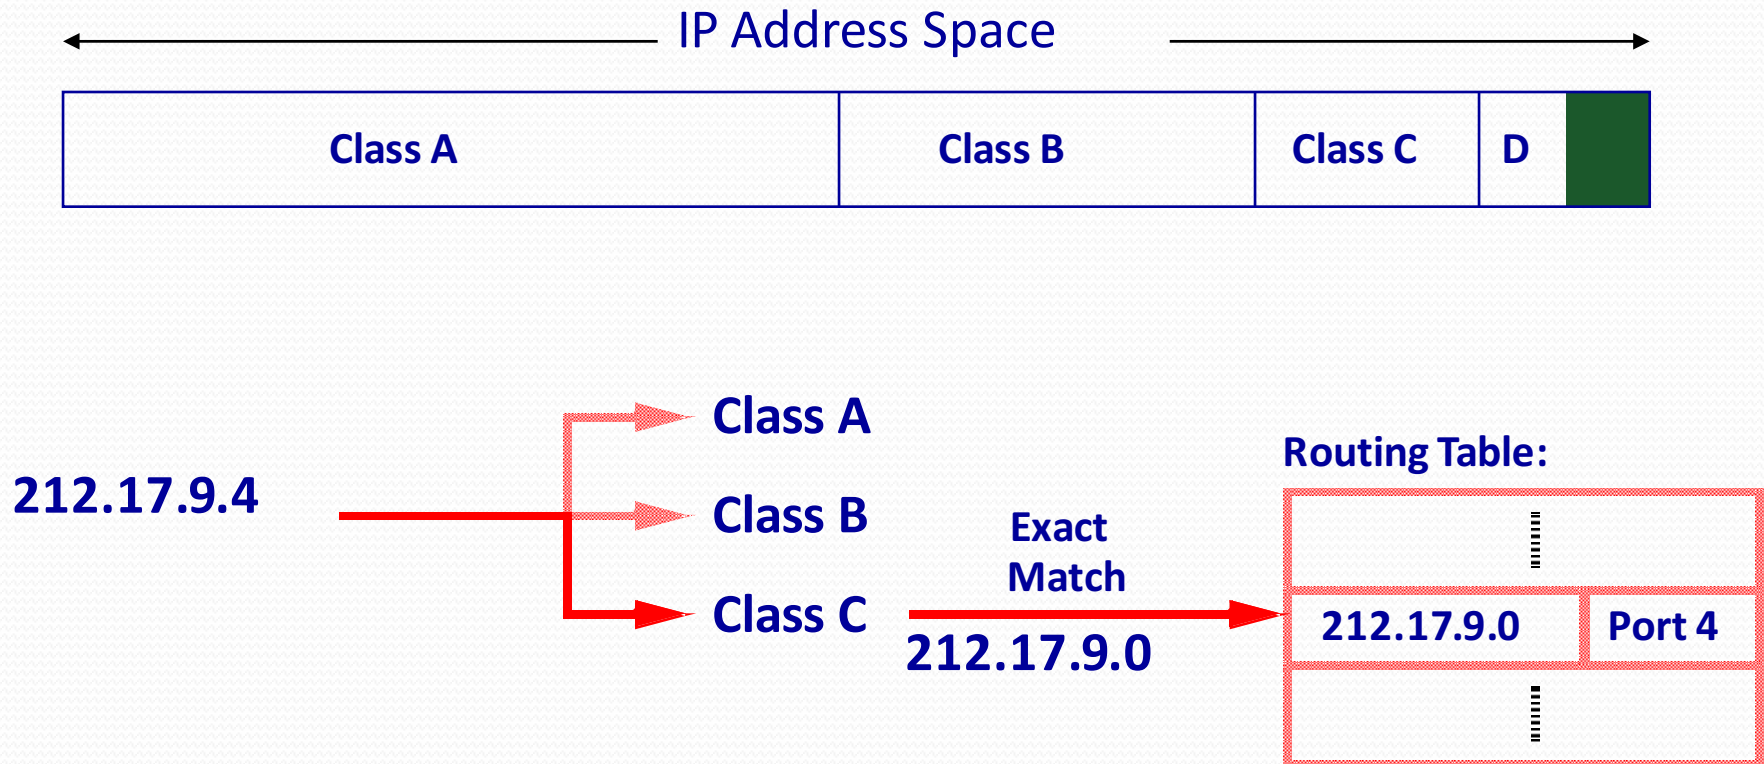 IP Address Space
Class A
Class B
Class C
D
Class A
Routing Table:
212.17.9.4
Class B
Exact
Match
Class C
212.17.9.0
212.17.9.0
Port 4